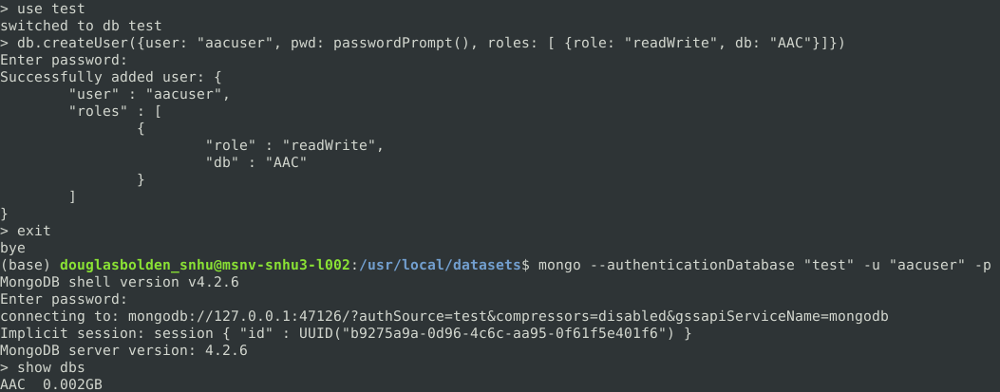 > use test
switched to db test
> db.createUser({user: "aacuser", pwd: passwordPrompt(), roles: [ {role: "readWrite", db: "AAC"}]})
Enter password:
Successfully added user: {
        "user" : "aacuser",
        "roles" : [
                {
                        "role" : "readWrite",
                        "db" : "AAC"
                }
        ]
}
> exit
bye
(base) douglasbolden_snhu@msnv-snhu3-l002:/usr/local/datasets$ mongo --authenticationDatabase "test" -u "aacuser" -p
MongoDB shell version v4.2.6
Enter password:
connecting to: mongodb://127.0.0.1:47126/?authSource=test&compressors=disabled&gssapiServiceName=mongodb
Implicit session: session { "id" : UUID("b9275a9a-0d96-4c6c-aa95-0f61f5e401f6") }
MongoDB server version: 4.2.6
> show dbs
AAC  0.002GB